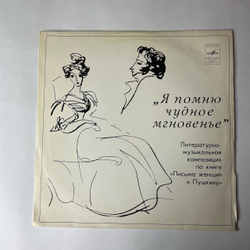 „Я помню
чудное
мгновенье"
Литературно-
музыкальная
композиция
по книге
«Письма женщин
к Пушкину»